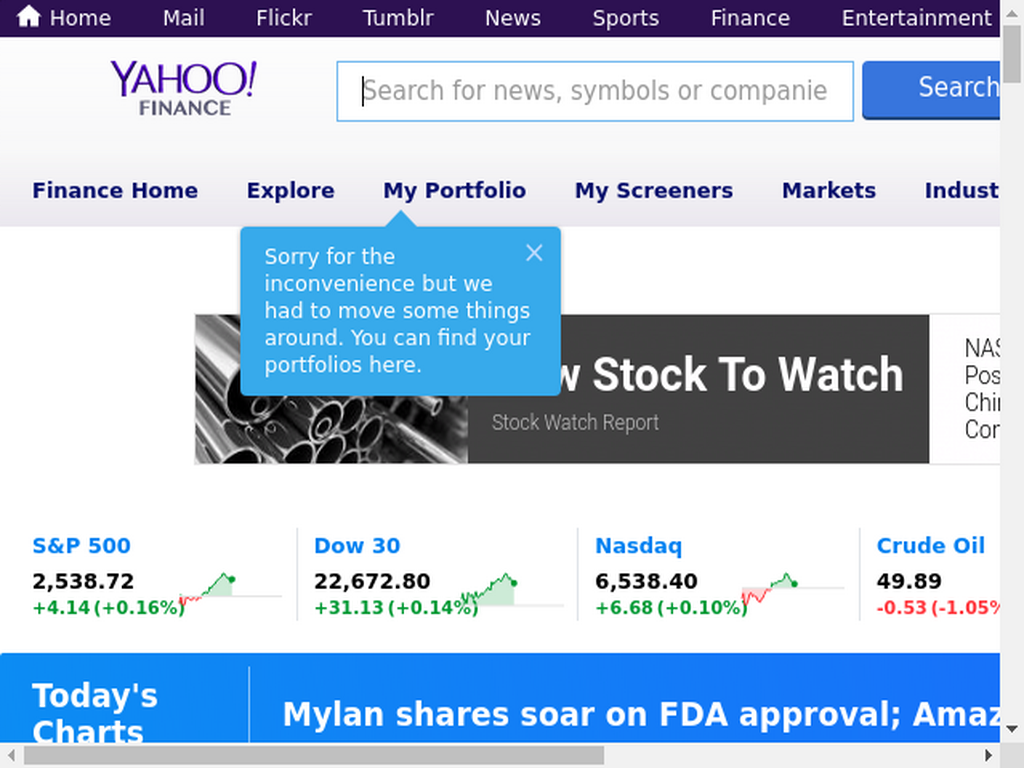 Home Mail Flickr Tumblr News Sports Finance Entertainment
YAHOO!
FINANCE
Search for news, symbols or companie
Search
Finance Home Explore My Portfolio My Screeners Markets Indust
Sorry for the
inconvenience but we
had to move some things
around. You can find your
portfolios here.
Stock To Watch
Stock Watch Report
S&P 500
2,538.72
+4.14 (+0.16%)
Dow 30
22,672.80
+31.13 (+0.14%)
Nasdaq
6,538.40
+6.68 (+0.10%)
Crude Oil
49.89
-0.53 (-1.05%
Today's
Charts
Mylan shares soar on FDA approval; Amaz